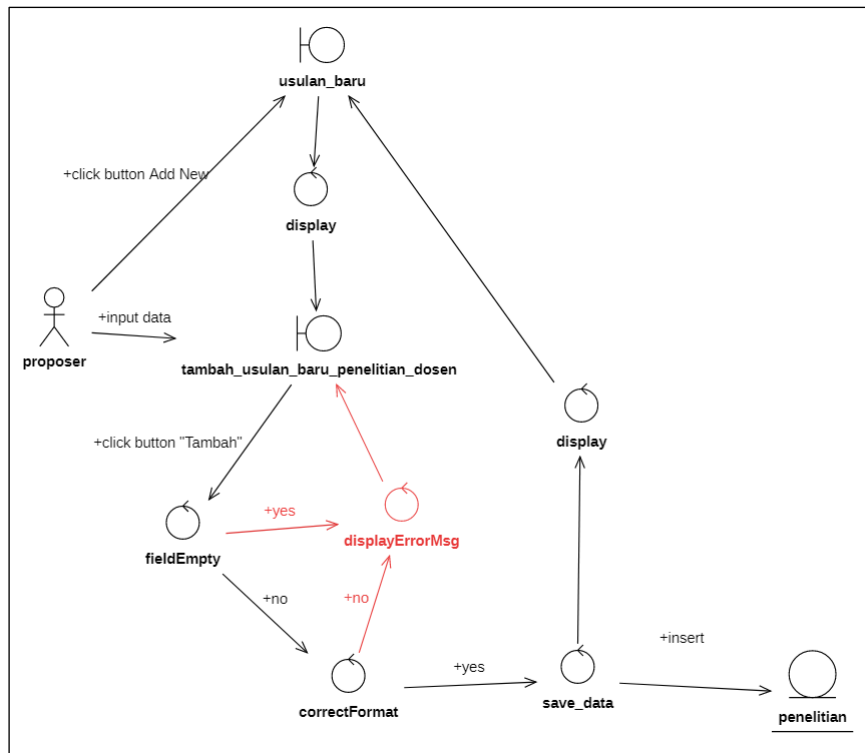 usulan_baru
+click button Add New
display
+input data
proposer
tambah_usulan_baru_penelitian_dosen
+click button "Tambah"
display
+yes
displayErrorMsg
fieldEmpty
+no
+no
+insert
+yes
correctFormat
save_data
penelitian